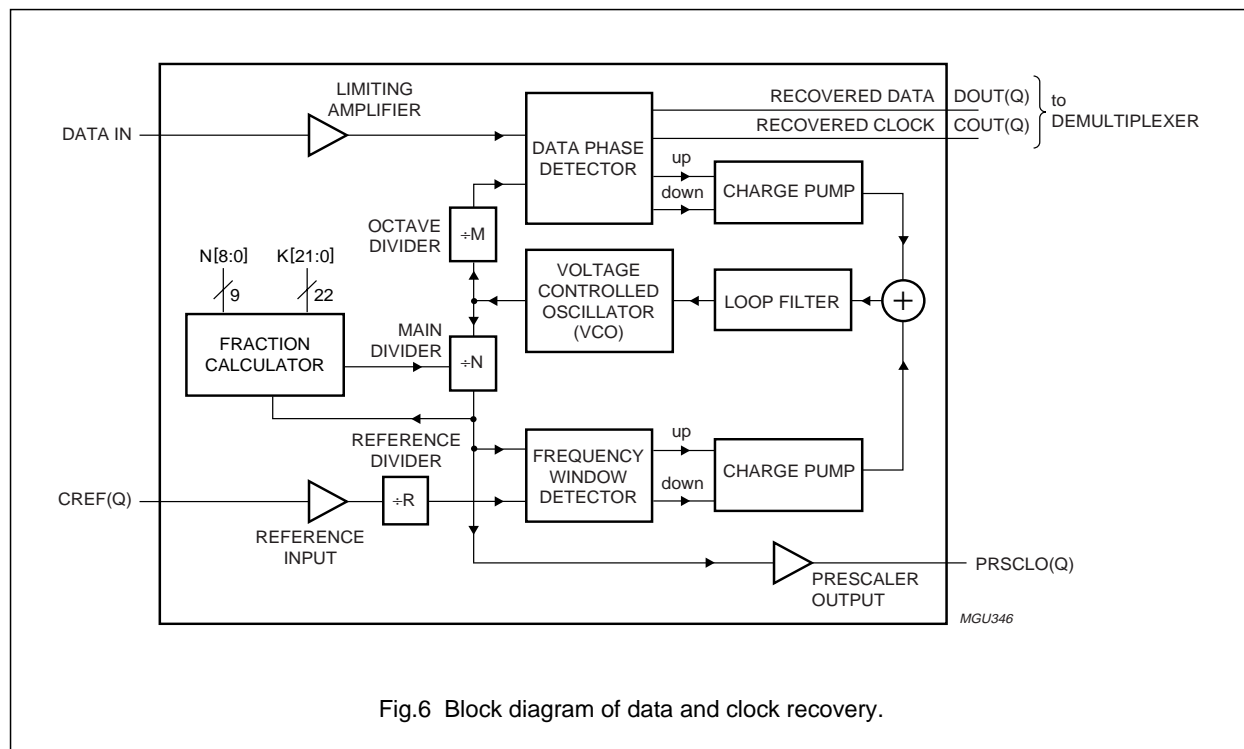 LIMITING
AMPLIFIER
DATA IN
DATA PHASE
DETECTOR
RECOVERED DATA
DOUT(Q)
RECOVERED CLOCK
COUT(Q)
to
DEMULTIPLEXER
up
down
CHARGE PUMP
OCTAVE
DIVIDER
÷M
N[8:0]
K[21:0]
9
22
VOLTAGE
CONTROLLED
OSCILLATOR
(VCO)
LOOP FILTER
+
FRACTION
CALCULATOR
MAIN
DIVIDER
÷N
REFERENCE
DIVIDER
FREQUENCY
WINDOW
DETECTOR
up
down
CHARGE PUMP
CREF(Q)
÷R
REFERENCE
INPUT
PRESCALER
OUTPUT
PRSCLO(Q)
MGU346
Fig.6 Block diagram of data and clock recovery.